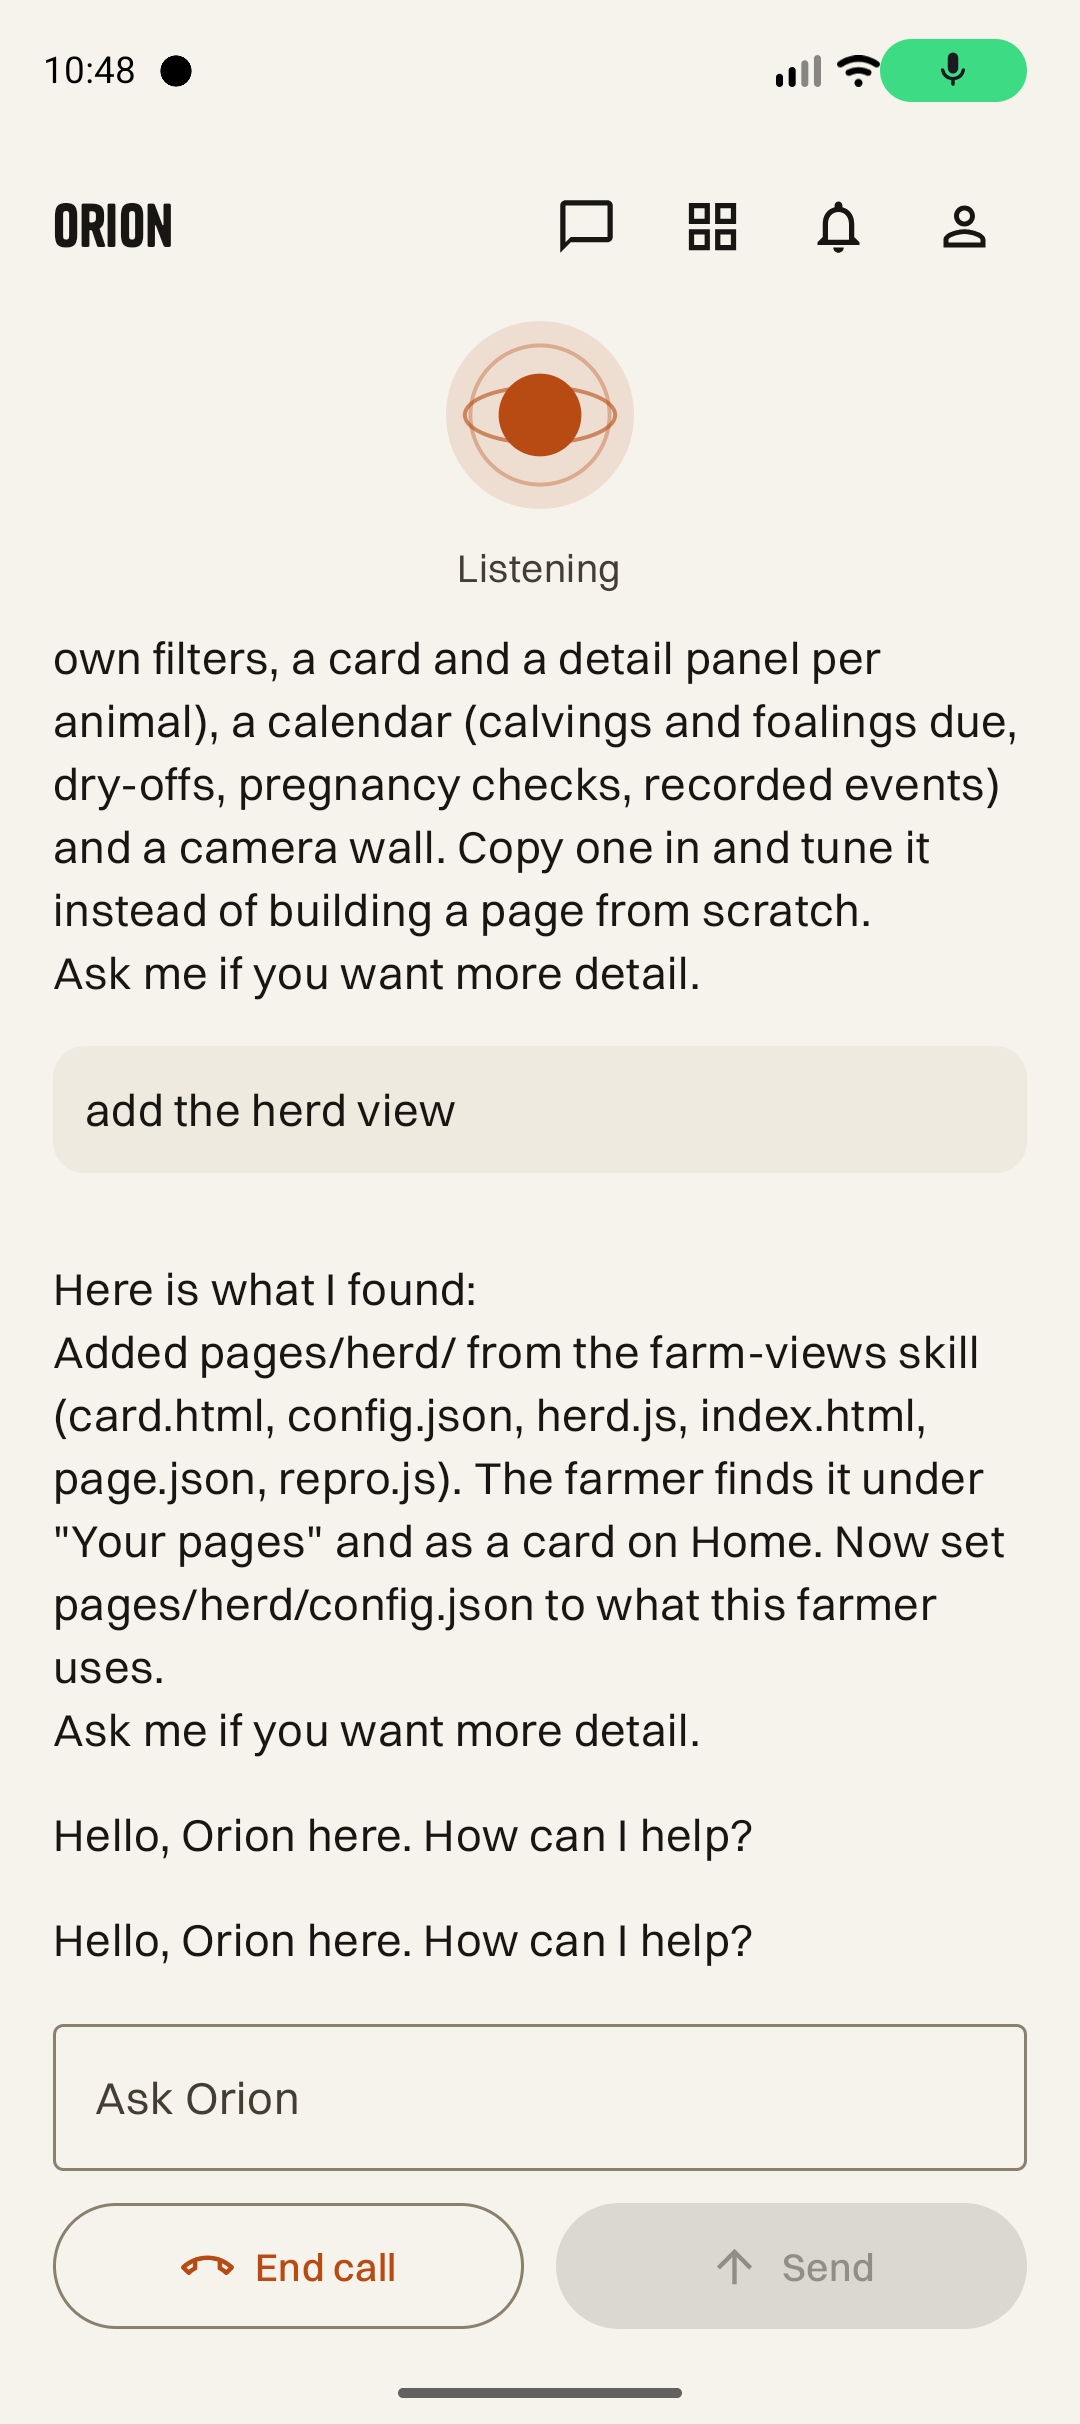 10:48
ORION
Listening
own filters, a card and a detail panel per
animal), a calendar (calvings and foalings due,
dry-offs, pregnancy checks, recorded events)
and a camera wall. Copy one in and tune it
instead of building a page from scratch.
Ask me if you want more detail.
add the herd view
Here is what I found:
Added pages/herd/ from the farm-views skill
(card.html, config.json, herd.js, index.html,
page.json, repro.js). The farmer finds it under
"Your pages" and as a card on Home. Now set
pages/herd/config.json to what this farmer
uses.
Ask me if you want more detail.
Hello, Orion here. How can I help?
Hello, Orion here. How can I help?
Ask Orion
End call
Send